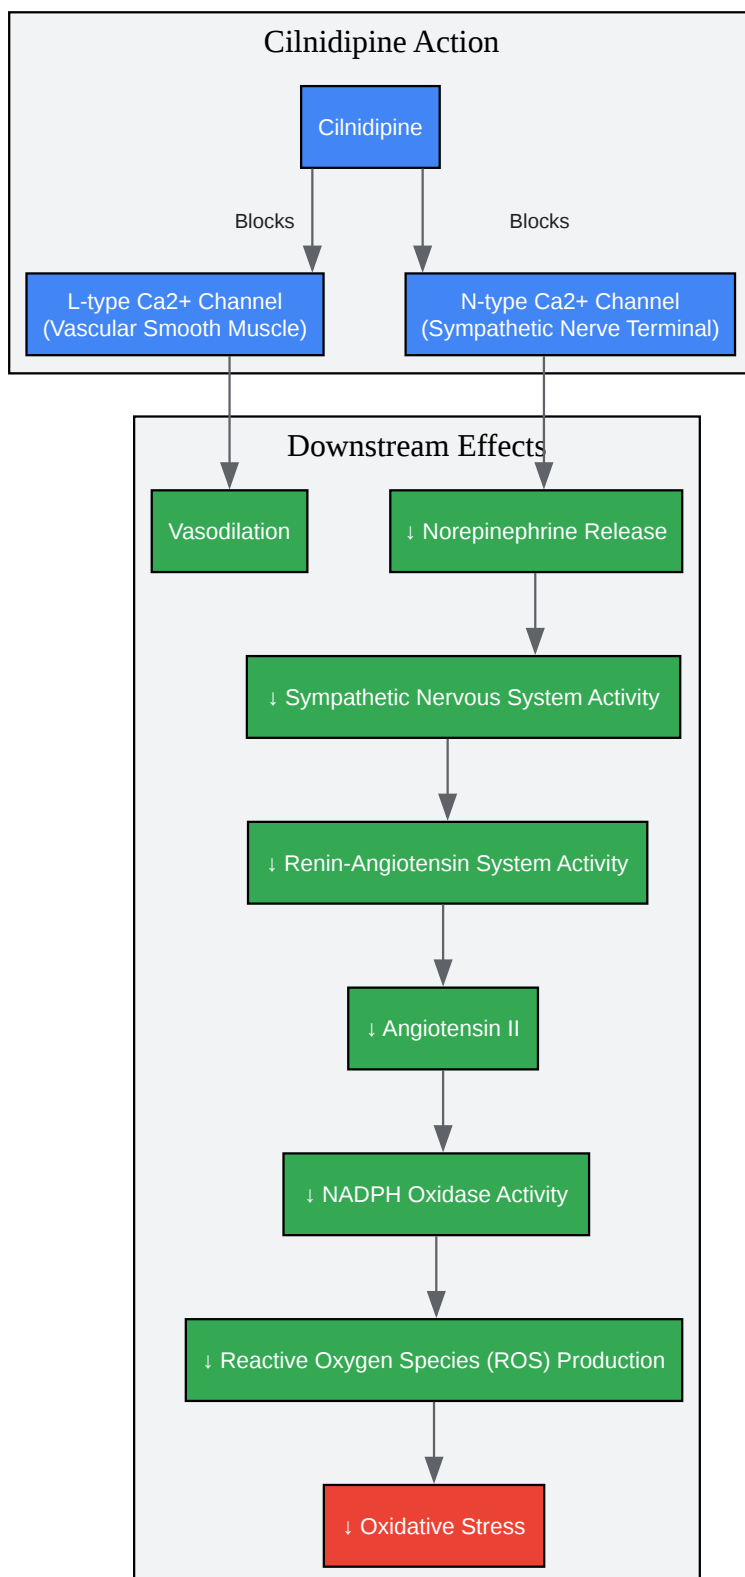 Cilnidipine Action
Cilnidipine
Blocks
Blocks
L-type Ca2+ Channel
(Vascular Smooth Muscle)
N-type Ca2+ Channel
(Sympathetic Nerve Terminal)
Downstream Effects
Vasodilation
↓ Norepinephrine Release
↓ Sympathetic Nervous System Activity
↓ Renin-Angiotensin System Activity
↓ Angiotensin II
↓ NADPH Oxidase Activity
↓ Reactive Oxygen Species (ROS) Production
↓ Oxidative Stress